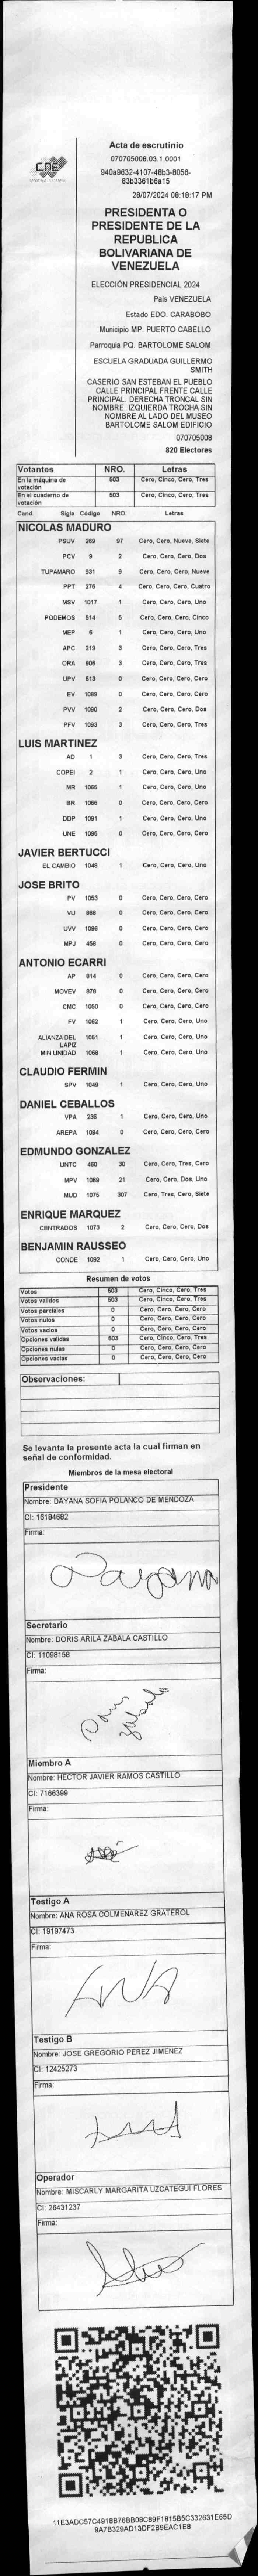 CNE
Acta de escrutinio
070705008.03.1.0001
940a9632-4107-48b3-8056-
83b3361b6a15
28/07/2024 08:18:17 PM
PRESIDENTA O
PRESIDENTE DE LA
REPUBLICA
BOLIVARIANA DE
VENEZUELA
ELECCIÓN PRESIDENCIAL 2024
País VENEZUELA
Estado EDO. CARABOBO
Municipio MP. PUERTO CABELLO
Parroquia PQ. BARTOLOME SALOM
ESCUELA GRADUADA GUILLERMO
SMITH
CASERIO SAN ESTEBAN EL PUEBLO
CALLE PRINCIPAL FRENTE CALLE
PRINCIPAL. DERECHA TRONCAL SIN
NOMBRE. IZQUIERDA TROCHA SIN
NOMBRE AL LADO DEL MUSEO
BARTOLOME SALOM EDIFICIO
070705008
820 Electores
Votantes NRO. Letras
En la máquina de votación 503 Cero, Cinco, Cero, Tres
En el cuaderno de votación 503 Cero, Cinco, Cero, Tres
Cand. Sigla Código NRO. Letras
NICOLAS MADURO
PSUV 269 97 Cero, Cero, Nueve, Siete
PCV 9 2 Cero, Cero, Cero, Dos
TUPAMARO 931 9 Cero, Cero, Cero, Nueve
PPT 276 4 Cero, Cero, Cero, Cuatro
MSV 1017 1 Cero, Cero, Cero, Uno
PODEMOS 514 5 Cero, Cero, Cero, Cinco
MEP 6 1 Cero, Cero, Cero, Uno
APC 219 3 Cero, Cero, Cero, Tres
ORA 906 3 Cero, Cero, Cero, Tres
UPV 513 0 Cero, Cero, Cero, Cero
EV 1089 0 Cero, Cero, Cero, Cero
PVV 1090 2 Cero, Cero, Cero, Dos
PFV 1093 3 Cero, Cero, Cero, Tres
LUIS MARTINEZ
AD 1 3 Cero, Cero, Cero, Tres
COPEI 2 1 Cero, Cero, Cero, Uno
MR 1065 1 Cero, Cero, Cero, Uno
BR 1066 0 Cero, Cero, Cero, Cero
DDP 1091 1 Cero, Cero, Cero, Uno
UNE 1095 0 Cero, Cero, Cero, Cero
JAVIER BERTUCCI
EL CAMBIO 1048 1 Cero, Cero, Cero, Uno
JOSE BRITO
PV 1053 0 Cero, Cero, Cero, Cero
VU 868 0 Cero, Cero, Cero, Cero
UVV 1096 0 Cero, Cero, Cero, Cero
MPJ 458 0 Cero, Cero, Cero, Cero
ANTONIO ECARRI
AP 914 0 Cero, Cero, Cero, Cero
MOVEV 878 0 Cero, Cero, Cero, Cero
CMC 1050 0 Cero, Cero, Cero, Cero
FV 1062 1 Cero, Cero, Cero, Uno
ALIANZA DEL LAPIZ 1051 1 Cero, Cero, Cero, Uno
MIN UNIDAD 1068 1 Cero, Cero, Cero, Uno
CLAUDIO FERMIN
SPV 1049 1 Cero, Cero, Cero, Uno
DANIEL CEBALLOS
VPA 236 1 Cero, Cero, Cero, Uno
AREPA 1094 0 Cero, Cero, Cero, Cero
EDMUNDO GONZALEZ
UNTC 460 30 Cero, Cero, Tres, Cero
MPV 1069 21 Cero, Cero, Dos, Uno
MUD 1075 307 Cero, Tres, Cero, Siete
ENRIQUE MARQUEZ
CENTRADOS 1073 2 Cero, Cero, Cero, Dos
BENJAMIN RAUSSEO
CONDE 1092 1 Cero, Cero, Cero, Uno
Resumen de votos
Votos 503 Cero, Cinco, Cero, Tres
Votos validos 503 Cero, Cinco, Cero, Tres
Votos parciales 0 Cero, Cero, Cero, Cero
Votos nulos 0 Cero, Cero, Cero, Cero
Votos vacios 0 Cero, Cero, Cero, Cero
Opciones validas 503 Cero, Cinco, Cero, Tres
Opciones nulas 0 Cero, Cero, Cero, Cero
Opciones vacias 0 Cero, Cero, Cero, Cero
Observaciones:
Se levanta la presente acta la cual firman en
señal de conformidad.
Miembros de la mesa electoral
Presidente
Nombre: DAYANA SOFIA POLANCO DE MENDOZA
CI: 16184682
Firma:
Dayana
Secretario
Nombre: DORIS ARILA ZABALA CASTILLO
CI: 11098156
Firma:
Doris
Zabala
Miembro A
Nombre: HECTOR JAVIER RAMOS CASTILLO
CI: 7166399
Firma:
Testigo A
Nombre: ANA ROSA COLMENAREZ GRATEROL
CI: 19197473
Firma:
ANA
Testigo B
Nombre: JOSE GREGORIO PEREZ JIMENEZ
CI: 12425273
Firma:
Operador
Nombre: MISCARLY MARGARITA UZCATEGUI FLORES
CI: 26431237
Firma:
11E3ADC57C4918B76BB08C89F1815B5C332631E65D
9A7B329AD13DF2B9EAC1E8